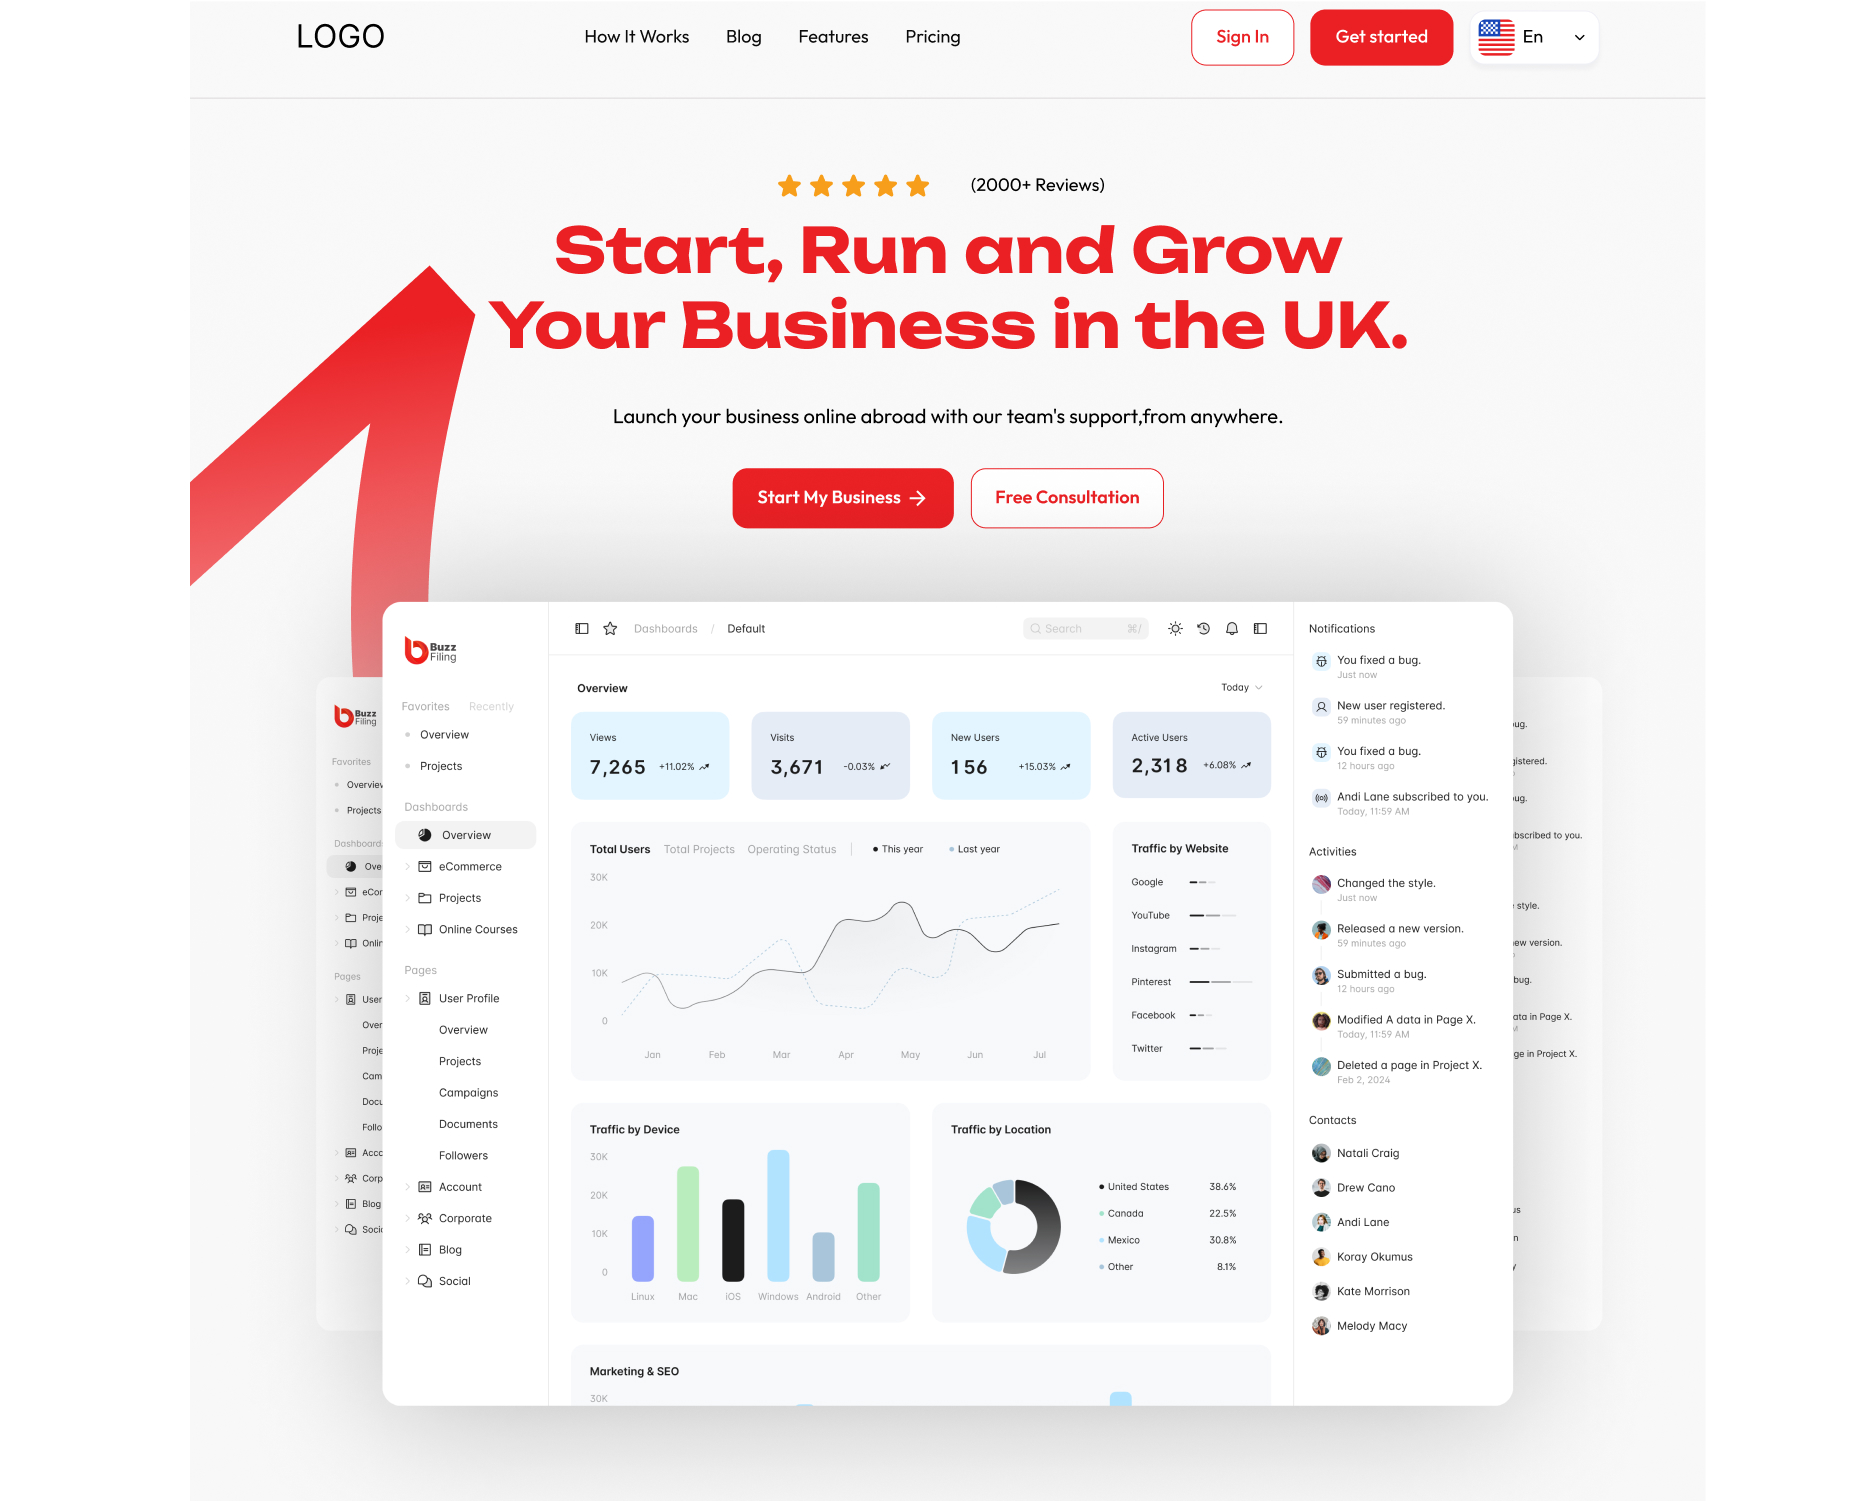 LOGO
How It Works Blog Features Pricing
Sign In
Get started
En
(2000+ Reviews)
Start, Run and Grow
Your Business in the UK.
Launch your business online abroad with our team's support,from anywhere.
Start My Business
Free Consultation
Buzz
Filing
Favorites Recently
Overview
Projects
Dashboards
Overview
eCommerce
Projects
Online Courses
Pages
User Profile
Overview
Projects
Campaigns
Documents
Followers
Account
Corporate
Blog
Social
Dashboards / Default
Search ⌘/
Overview
Today
Views
7,265 +11.02%
Visits
3,671 -0.03%
New Users
156 +15.03%
Active Users
2,318 +6.08%
Total Users Total Projects Operating Status This year Last year
30K
20K
10K
0
Jan Feb Mar Apr May Jun Jul
Traffic by Website
Google
YouTube
Instagram
Pinterest
Facebook
Twitter
Traffic by Device
30K
20K
10K
0
Linux Mac iOS Windows Android Other
Traffic by Location
United States 38.6%
Canada 22.5%
Mexico 30.8%
Other 8.1%
Marketing & SEO
30K
Notifications
You fixed a bug.
Just now
New user registered.
59 minutes ago
You fixed a bug.
12 hours ago
Andi Lane subscribed to you.
Today, 11:59 AM
Activities
Changed the style.
Just now
Released a new version.
59 minutes ago
Submitted a bug.
12 hours ago
Modified A data in Page X.
Today, 11:59 AM
Deleted a page in Project X.
Feb 2, 2024
Contacts
Natali Craig
Drew Cano
Andi Lane
Koray Okumus
Kate Morrison
Melody Macy
Buzz
Filing
Favorites
Overview
Projects
Dashboards
Pages
User
Blog